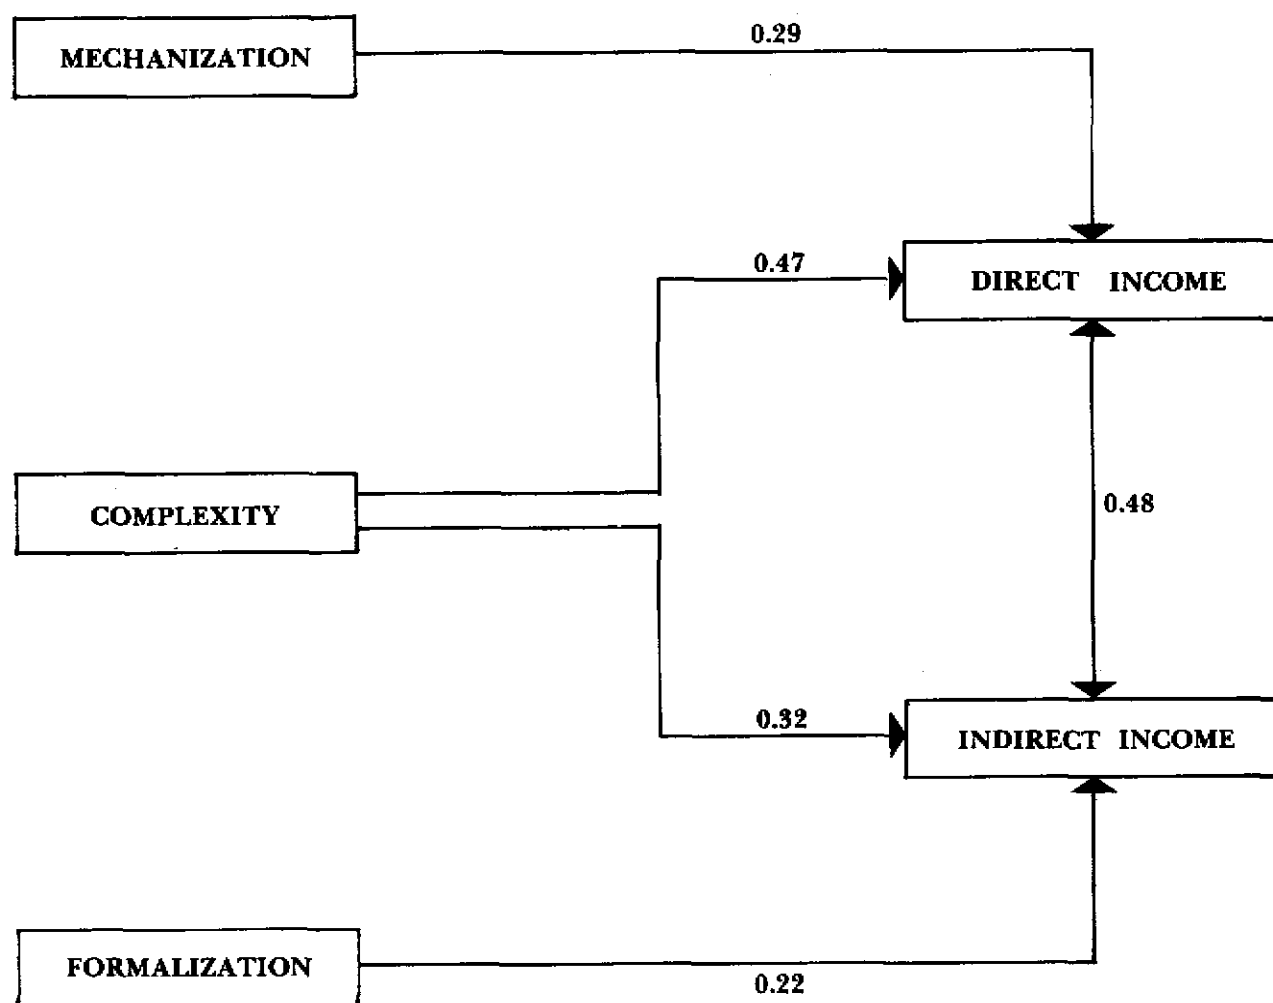 0.29
MECHANIZATION
0.47
DIRECT INCOME
COMPLEXITY
0.48
0.32
INDIRECT INCOME
FORMALIZATION
0.22